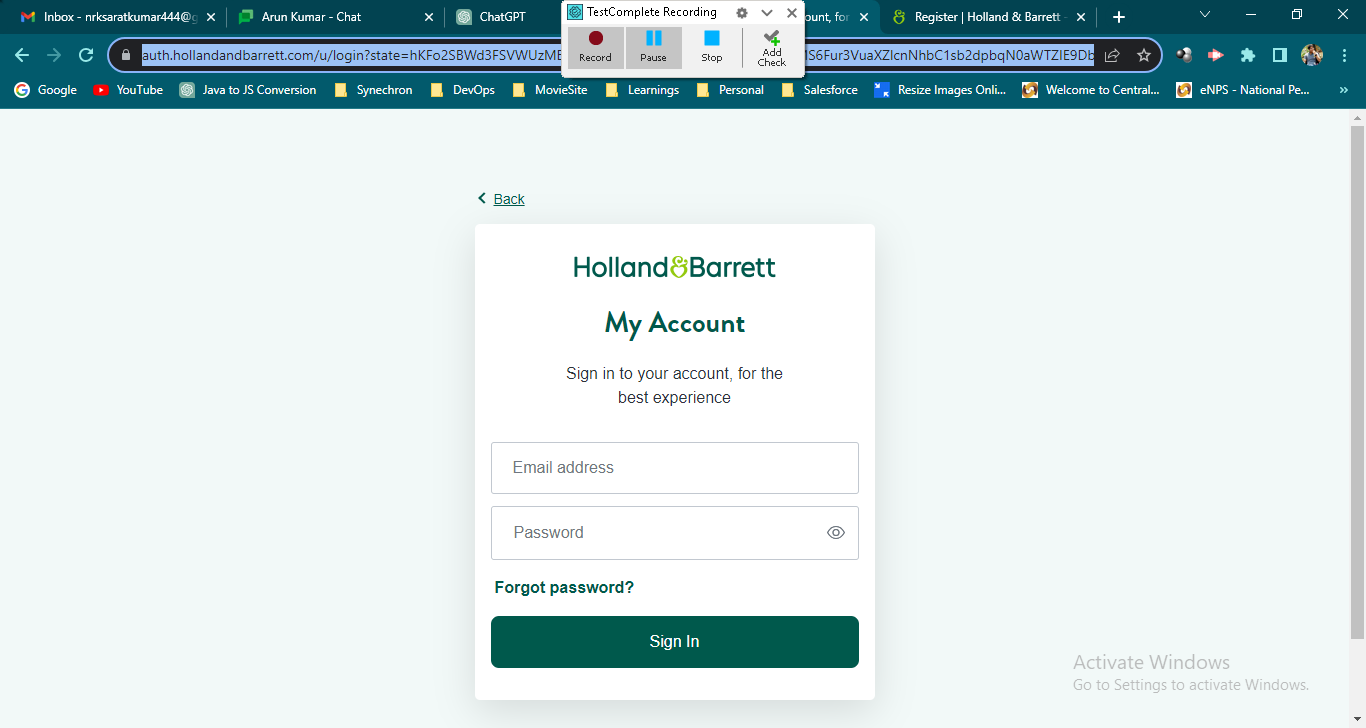 Inbox - nrksaratkumar444@g
Arun Kumar - Chat
ChatGPT
TestComplete Recording
ount, for
Register | Holland & Barrett -
auth.hollandandbarrett.com/u/login?state=hKFo2SBWd3FSVWUzME
Record
Pause
Stop
Add
Check
Google
YouTube
Java to JS Conversion
Synechron
DevOps
MovieSite
Learnings
Personal
Salesforce
Resize Images Onli...
Welcome to Central...
eNPS - National Pe...
»
Back
Holland&Barrett
My Account
Sign in to your account, for the
best experience
Email address
Password
Forgot password?
Sign In
Activate Windows
Go to Settings to activate Windows.